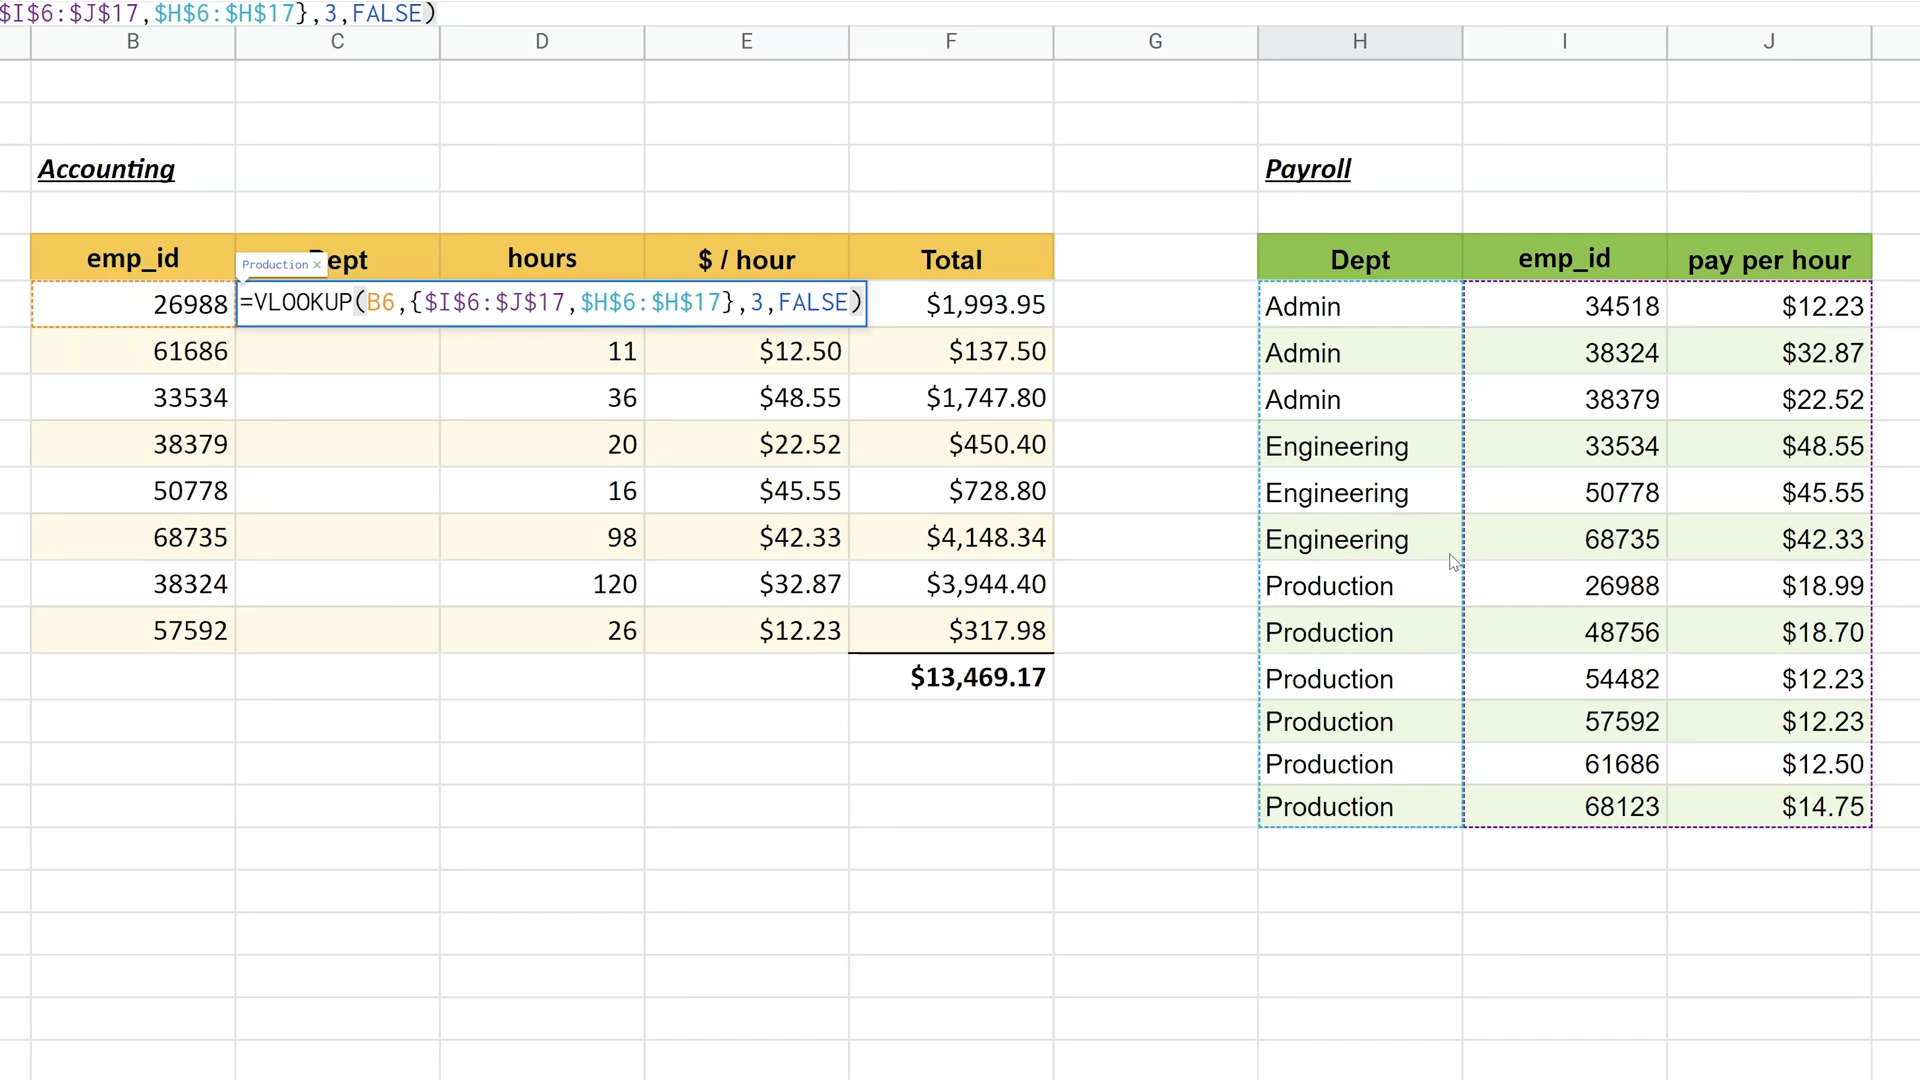 $I$6:$J$17,$H$6:$H$17},3,FALSE)
B C D E F G H I J
Accounting Payroll
emp_id ept hours $ / hour Total Dept emp_id pay per hour
Production ×
26988 =VLOOKUP(B6,{$I$6:$J$17,$H$6:$H$17},3,FALSE) $1,993.95 Admin 34518 $12.23
61686 11 $12.50 $137.50 Admin 38324 $32.87
33534 36 $48.55 $1,747.80 Admin 38379 $22.52
38379 20 $22.52 $450.40 Engineering 33534 $48.55
50778 16 $45.55 $728.80 Engineering 50778 $45.55
68735 98 $42.33 $4,148.34 Engineering 68735 $42.33
38324 120 $32.87 $3,944.40 Production 26988 $18.99
57592 26 $12.23 $317.98 Production 48756 $18.70
$13,469.17 Production 54482 $12.23
Production 57592 $12.23
Production 61686 $12.50
Production 68123 $14.75